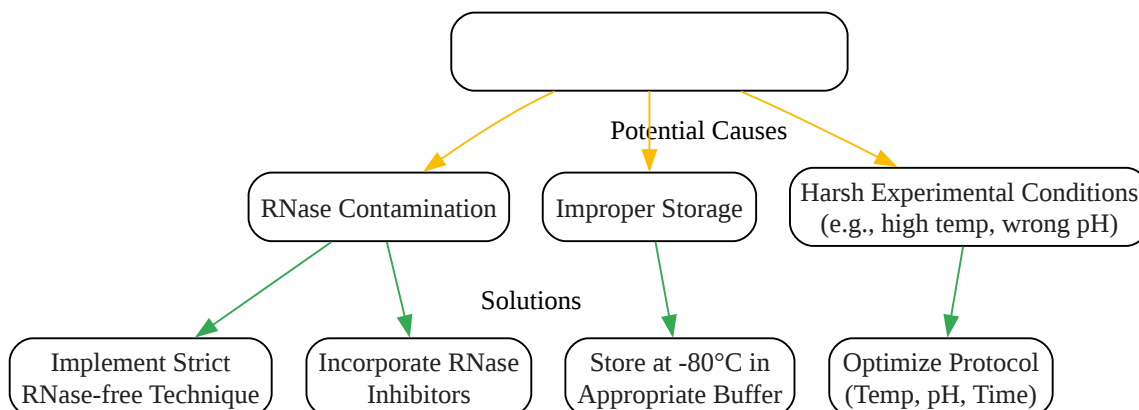 Potential Causes
RNase Contamination
Improper Storage
Harsh Experimental Conditions
(e.g., high temp, wrong pH)
Solutions
Implement Strict
RNase-free Technique
Incorporate RNase
Inhibitors
Store at -80°C in
Appropriate Buffer
Optimize Protocol
(Temp, pH, Time)